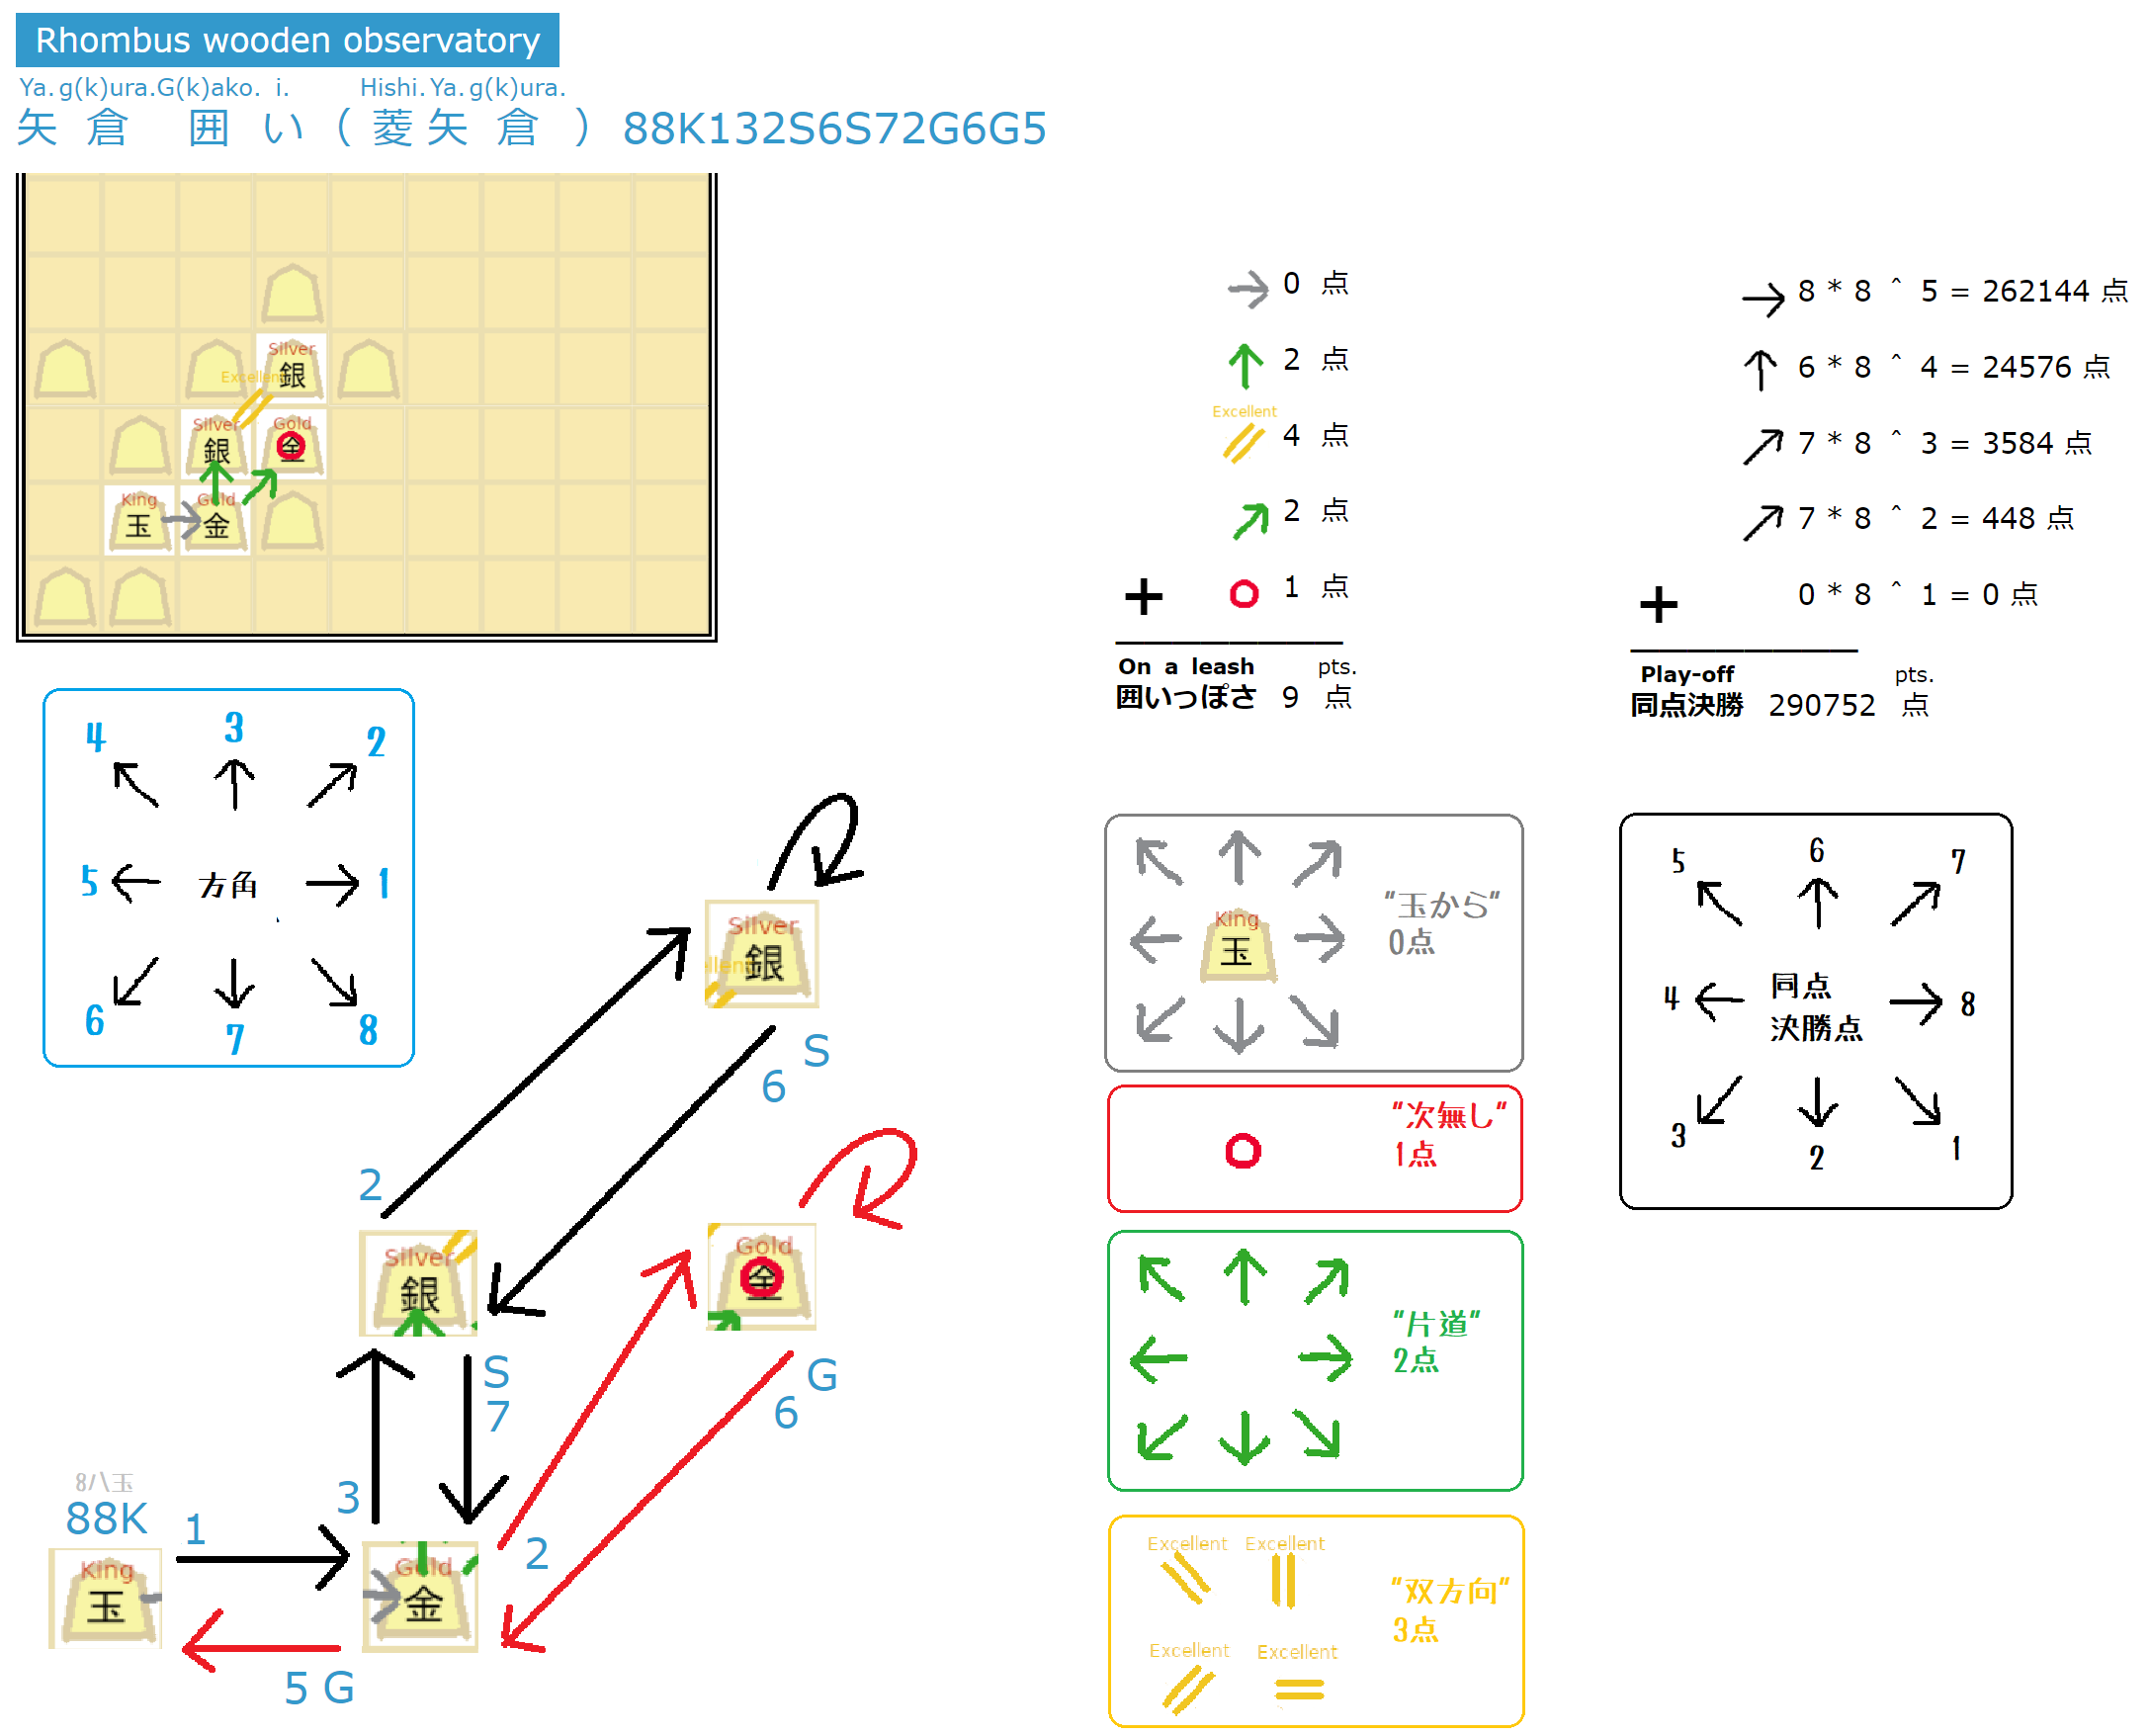 Rhombus wooden observatory
Ya.g(k)ura.G(k)ako. i. Hishi.Ya.g(k)ura.
矢倉 囲い（菱矢倉）88K132S6S72G6G5
Silver
銀
Excellent
Silver
銀
Gold
金
King
玉
Gold
金
0 点
2 点
Excellent
4 点
2 点
+ 1 点
On a leash pts.
囲いっぽさ 9 点
8 * 8 ^ 5 = 262144 点
6 * 8 ^ 4 = 24576 点
7 * 8 ^ 3 = 3584 点
7 * 8 ^ 2 = 448 点
+ 0 * 8 ^ 1 = 0 点
Play-off pts.
同点決勝 290752 点
4 3 2
5 方角 1
6 7 8
Silver
銀
llent
S
6
2
Silver
銀
Gold
金
S
7
G
6
8八玉
88K
1
3
2
King
玉
Gold
金
5 G
"玉から"
0点
King
玉
"次無し"
1点
"片道"
2点
Excellent Excellent
"双方向"
3点
Excellent Excellent
5 6 7
4 同点 8
決勝点
3 2 1